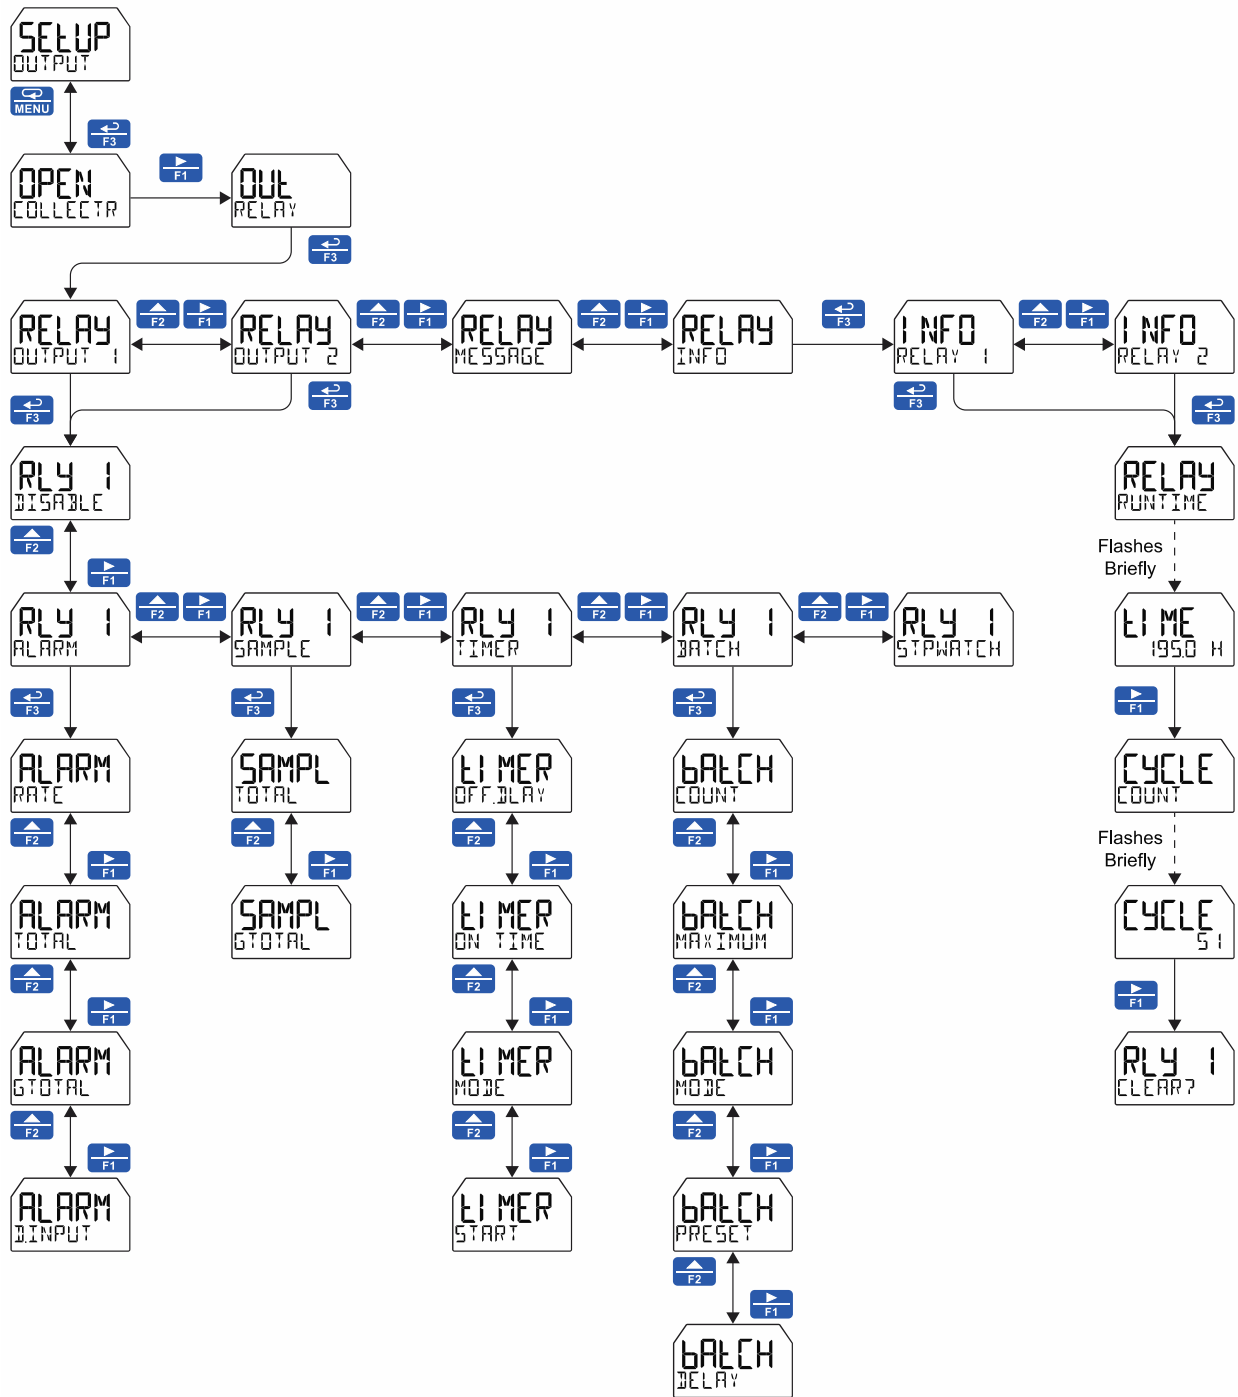 SEtUP
OUTPUT
MENU
F3
OPEN
COLLECTR
F1
OUt
RELAY
F3
RELAY
OUTPUT 1
F2 F1
RELAY
OUTPUT 2
F2 F1
RELAY
MESSAGE
F2 F1
RELAY
INFO
F3
INFO
RELAY 1
F2 F1
INFO
RELAY 2
F3
F3
F3
F3
RLY 1
DISABLE
RELAY
RUNTIME
F2
F1
Flashes
Briefly
RLY 1
ALARM
F2 F1
RLY 1
SAMPLE
F2 F1
RLY 1
TIMER
F2 F1
RLY 1
BATCH
F2 F1
RLY 1
STPWATCH
tIME
195.0 H
F3
F3
F3
F3
F1
ALARM
RATE
SAMPL
TOTAL
tIMER
OFF.DLAY
bAtCH
COUNT
CYCLE
COUNT
F2
F1
F2
F1
F2
F1
F2
F1
Flashes
Briefly
ALARM
TOTAL
SAMPL
GTOTAL
tIMER
ON TIME
bAtCH
MAXIMUM
CYCLE
51
F2
F1
F2
F1
F2
F1
F1
ALARM
GTOTAL
tIMER
MODE
bAtCH
MODE
RLY 1
CLEAR?
F2
F1
F2
F1
F2
F1
ALARM
D.INPUT
tIMER
START
bAtCH
PRESET
F2
F1
bAtCH
DELAY